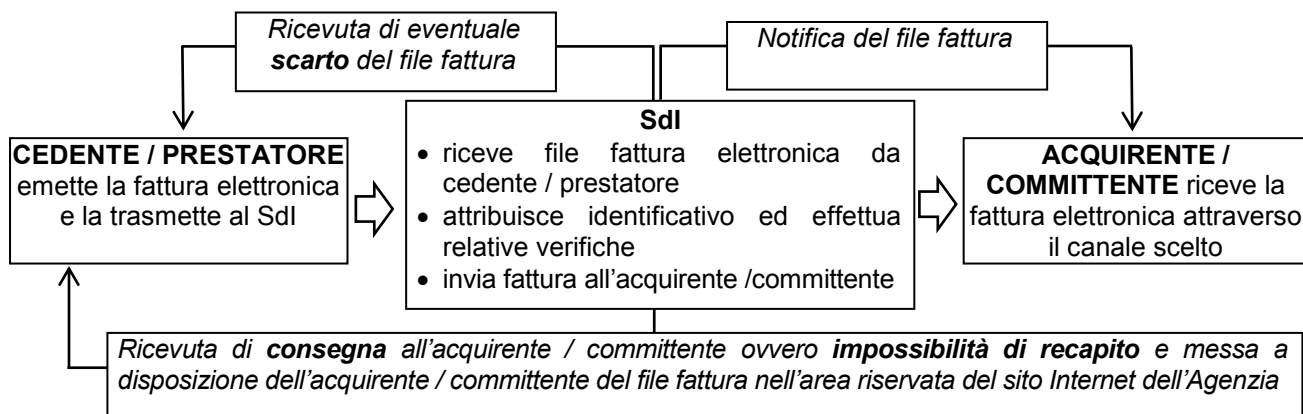 Ricevuta di eventuale
scarto del file fattura
Notifica del file fattura
SdI
• riceve file fattura elettronica da
cedente / prestatore
• attribuisce identificativo ed effettua
relative verifiche
• invia fattura all’acquirente /committente
CEDENTE / PRESTATORE
emette la fattura elettronica
e la trasmette al SdI
ACQUIRENTE /
COMMITTENTE riceve la
fattura elettronica attraverso
il canale scelto
Ricevuta di consegna all’acquirente / committente ovvero impossibilità di recapito e messa a
disposizione dell’acquirente / committente del file fattura nell’area riservata del sito Internet dell’Agenzia